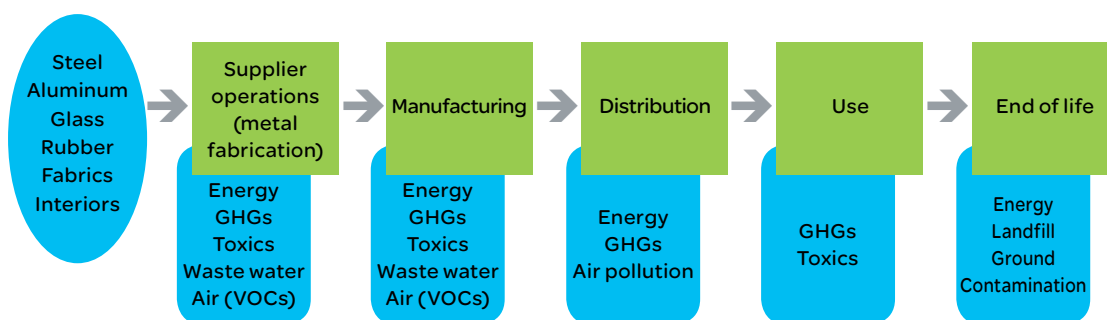 Steel
Aluminum
Glass
Rubber
Fabrics
Interiors
Supplier
operations
(metal
fabrication)
Energy
GHGs
Toxics
Waste water
Air (VOCs)
Manufacturing
Energy
GHGs
Toxics
Waste water
Air (VOCs)
Distribution
Energy
GHGs
Air pollution
Use
GHGs
Toxics
End of life
Energy
Landfill
Ground
Contamination